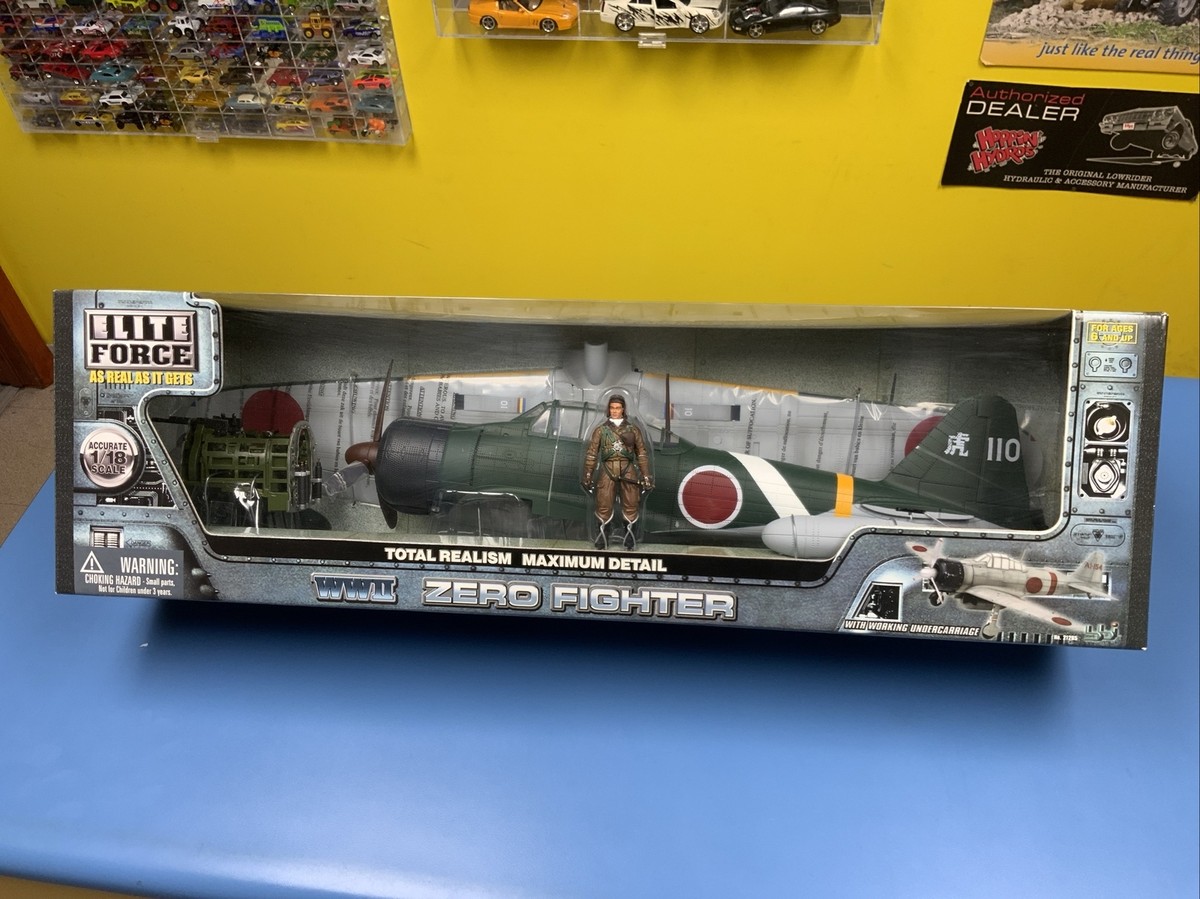 just like the real thing
Authorized
DEALER
HOPPIN'
HYDROS
THE ORIGINAL LOWRIDER
HYDRAULIC & ACCESSORY MANUFACTURER
ELITE
FORCE
AS REAL AS IT GETS
FOR AGES
6 AND UP
ACCURATE
1/18
SCALE
虎 110
WARNING:
CHOKING HAZARD - Small parts.
Not for Children under 3 years.
TOTAL REALISM MAXIMUM DETAIL
WWII ZERO FIGHTER
WITH WORKING UNDERCARRIAGE
bbi